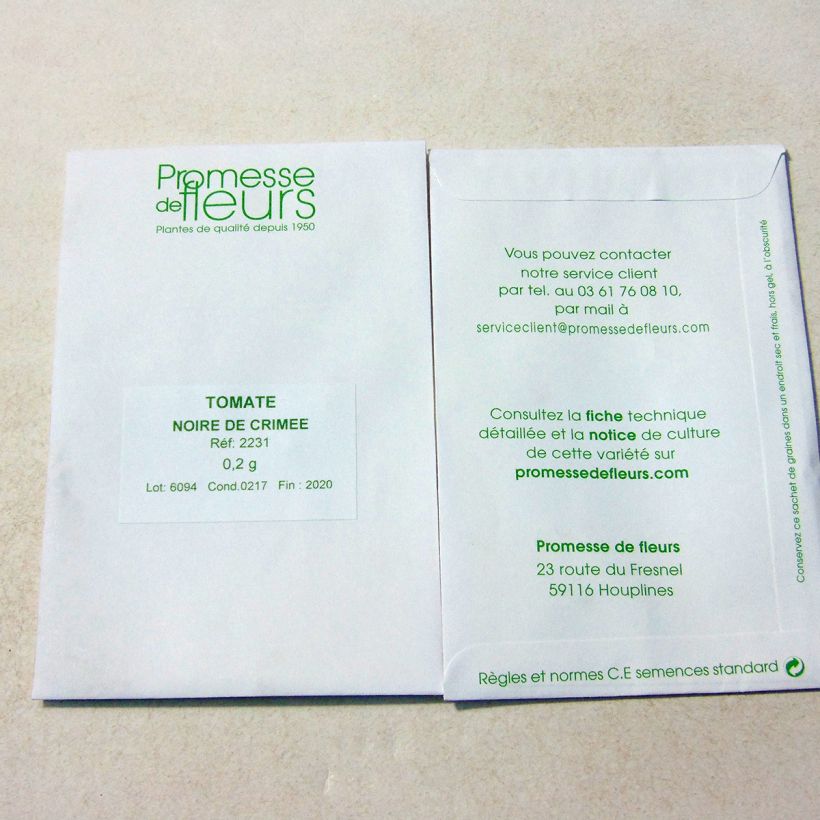 Promesse
de fleurs
Plantes de qualité depuis 1950
TOMATE
NOIRE DE CRIMEE
Réf: 2231
0,2 g
Lot: 6094 Cond.0217 Fin : 2020
Vous pouvez contacter
notre service client
par tel. au 03 61 76 08 10,
par mail à
serviceclient@promessedefleurs.com
Consultez la fiche technique
détaillée et la notice de culture
de cette variété sur
promessedefleurs.com
Promesse de fleurs
23 route du Fresnel
59116 Houplines
Règles et normes C.E semences standard
Conservez ce sachet de graines dans un endroit sec et frais, hors gel, à l'obscurité